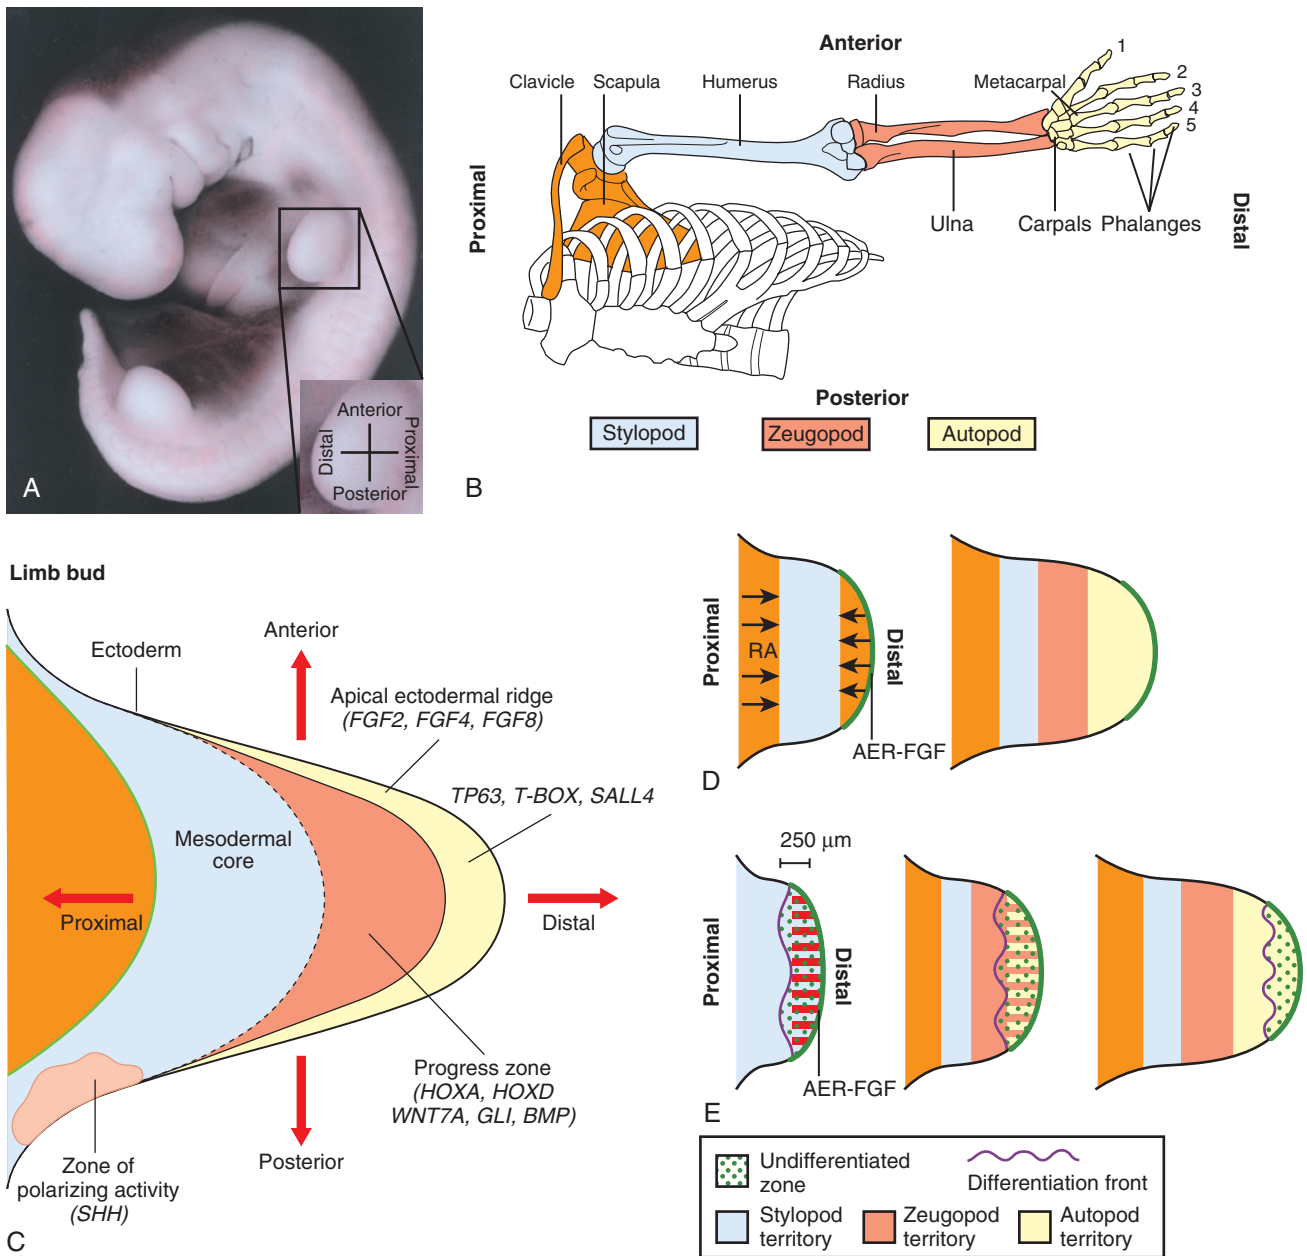 Anterior
Distal
Proximal
Posterior
A
Anterior
Clavicle
Scapula
Humerus
Radius
Metacarpal
1
2
3
4
5
Proximal
Distal
Ulna
Carpals
Phalanges
Posterior
Stylopod
Zeugopod
Autopod
B
Limb bud
Ectoderm
Anterior
Apical ectodermal ridge
(FGF2, FGF4, FGF8)
TP63, T-BOX, SALL4
Mesodermal
core
Proximal
Distal
Progress zone
(HOXA, HOXD
WNT7A, GLI, BMP)
Zone of
polarizing activity
(SHH)
Posterior
C
Proximal
RA
Distal
AER-FGF
D
250 μm
Proximal
Distal
AER-FGF
E
Undifferentiated
zone
Differentiation front
Stylopod
territory
Zeugopod
territory
Autopod
territory